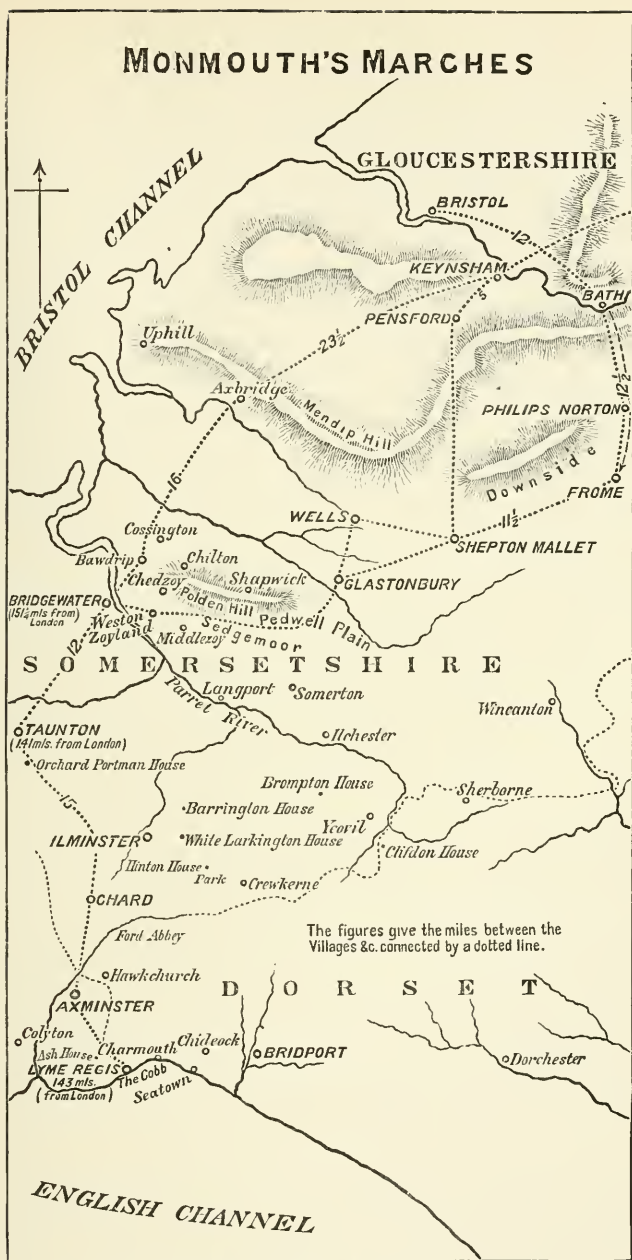 MONMOUTH'S MARCHES
GLOUCESTERSHIRE
BRISTOL CHANNEL
BRISTOL
12
KEYNSHAM
BATH
5
PENSFORD
Uphill
23½
12½
Axbridge
Mendip Hill
PHILIPS NORTON
Downside
FROME
16
11½
WELLS
Cossington
SHEPTON MALLET
Bawdrip
Chilton
Chedzoy
Shapwick
GLASTONBURY
Polden Hill
BRIDGEWATER
(151½ mls from
London)
Weston
Zoyland
Pedwell Plain
Sedgemoor
Middlezoy
12
SOMERSETSHIRE
Langport
Somerton
Parret River
Wincanton
TAUNTON
(141 mls. from London)
Ilchester
Orchard Portman House
15
Brompton House
Sherborne
Barrington House
Yeovil
ILMINSTER
White Larkington House
Clifdon House
Hinton House
Park
Crewkerne
CHARD
The figures give the miles between the
Villages &c. connected by a dotted line.
Ford Abbey
Hawkchurch
DORSET
AXMINSTER
Colyton
Ash House
Charmouth
Chideock
BRIDPORT
Dorchester
LYME REGIS
143 mls.
(from London)
The Cobb
Seatown
ENGLISH CHANNEL